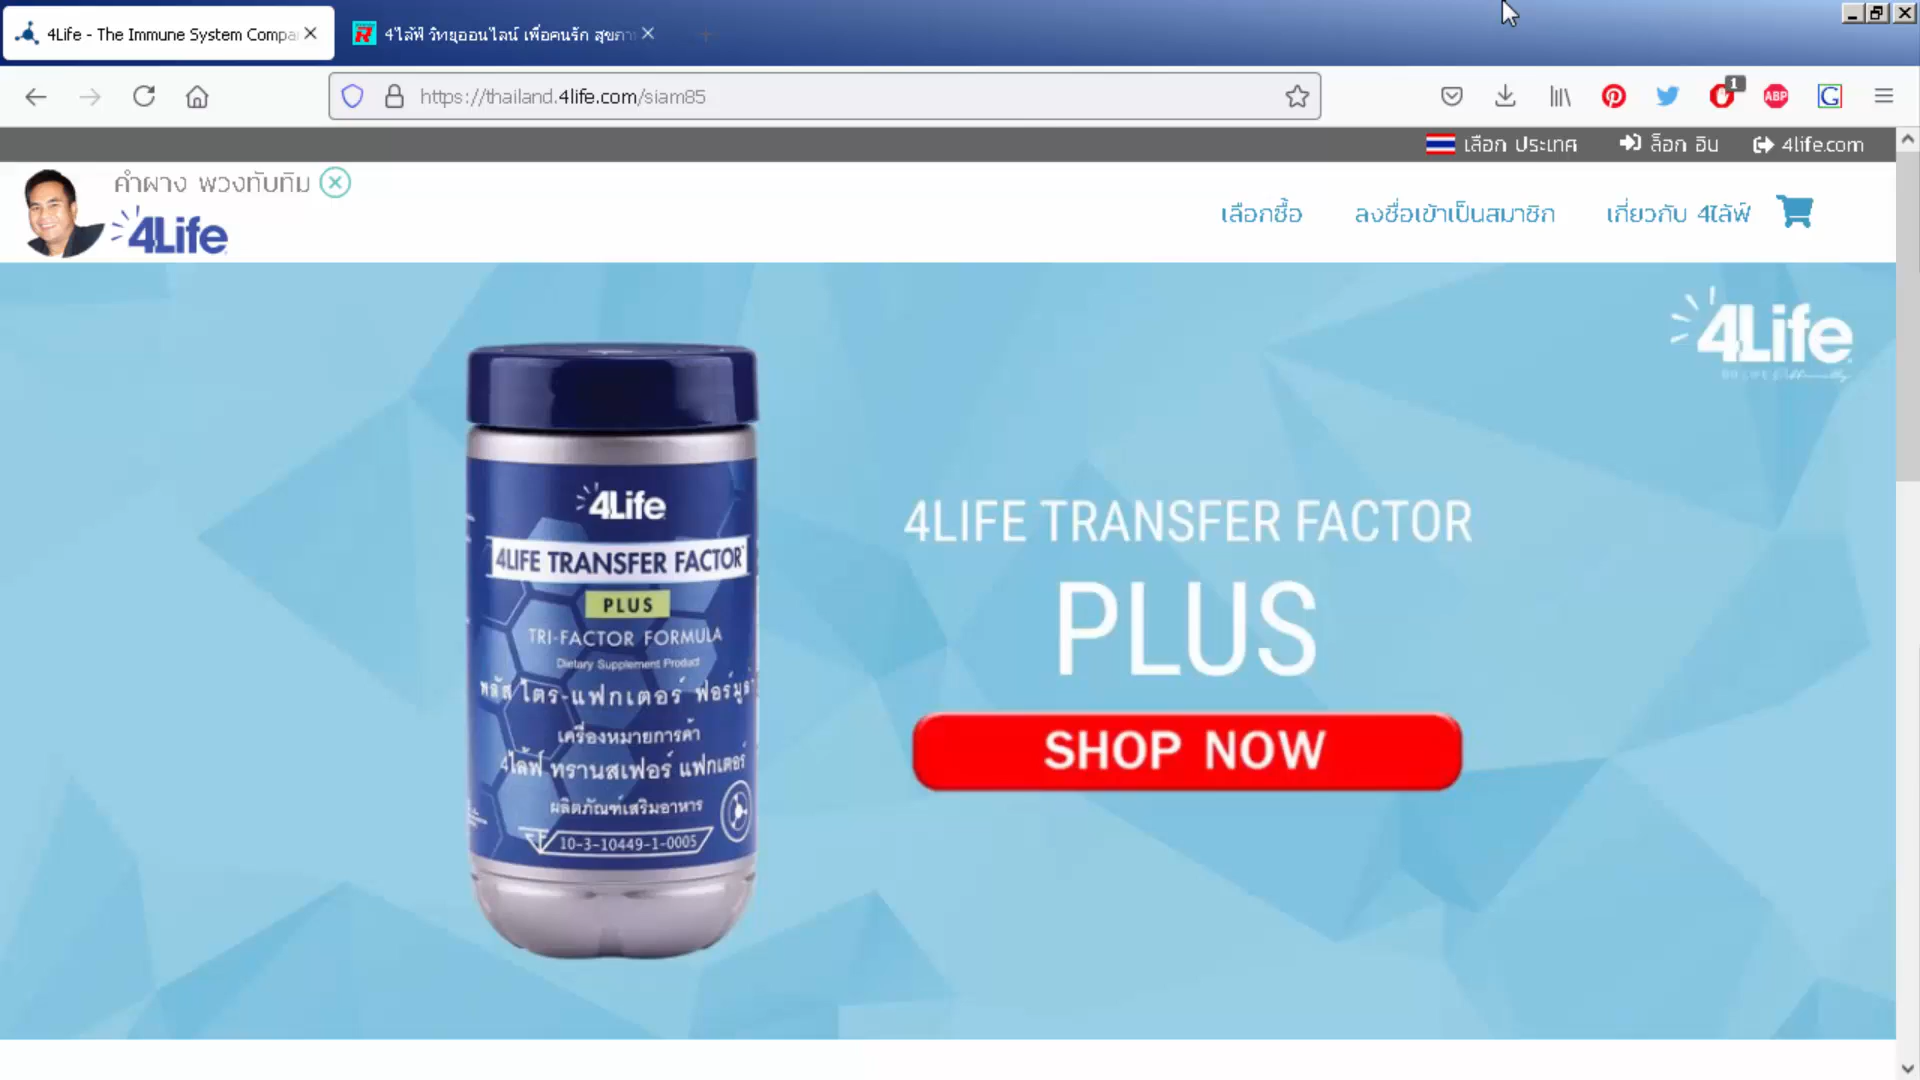 4Life - The Immune System Compa
4ไล้ฟ์ วิทยุออนไลน์ เพื่อคนรัก สุขภา
https://thailand.4life.com/siam85
1
ABP
เลือก ประเทศ
ล็อก อิน
4life.com
คำผาง พวงทับทิม
4Life
เลือกซื้อ
ลงชื่อเข้าเป็นสมาชิก
เกี่ยวกับ 4ไล้ฟ์
4Life
4Life
4LIFE TRANSFER FACTOR
PLUS
TRI-FACTOR FORMULA
Dietary Supplement Product
พลัส ไตร-แฟกเตอร์ ฟอร์มูล่า
เครื่องหมายการค้า
4ไล้ฟ์ ทรานสเฟอร์ แฟกเตอร์
ผลิตภัณฑ์เสริมอาหาร
10-3-10449-1-0005
4LIFE TRANSFER FACTOR
PLUS
SHOP NOW